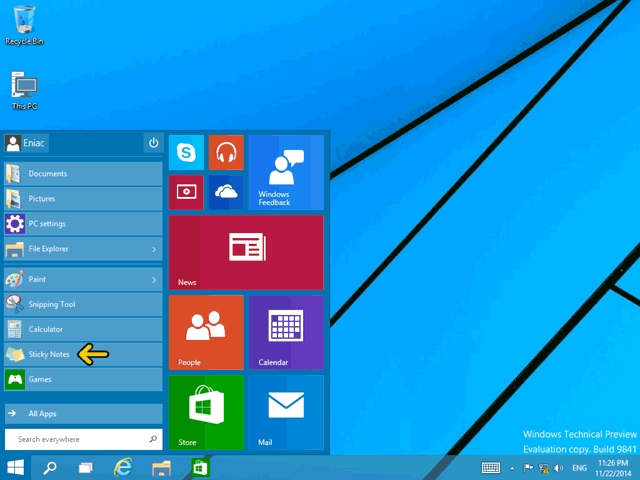 Recycle Bin
This PC
Eniac
Documents
Pictures
PC settings
File Explorer
Paint
Snipping Tool
Calculator
Sticky Notes
Games
All Apps
Search everywhere
Windows
Feedback
News
People
Calendar
Store
Mail
Windows Technical Preview
Evaluation copy. Build 9841
ENG
11:26 PM
11/22/2014